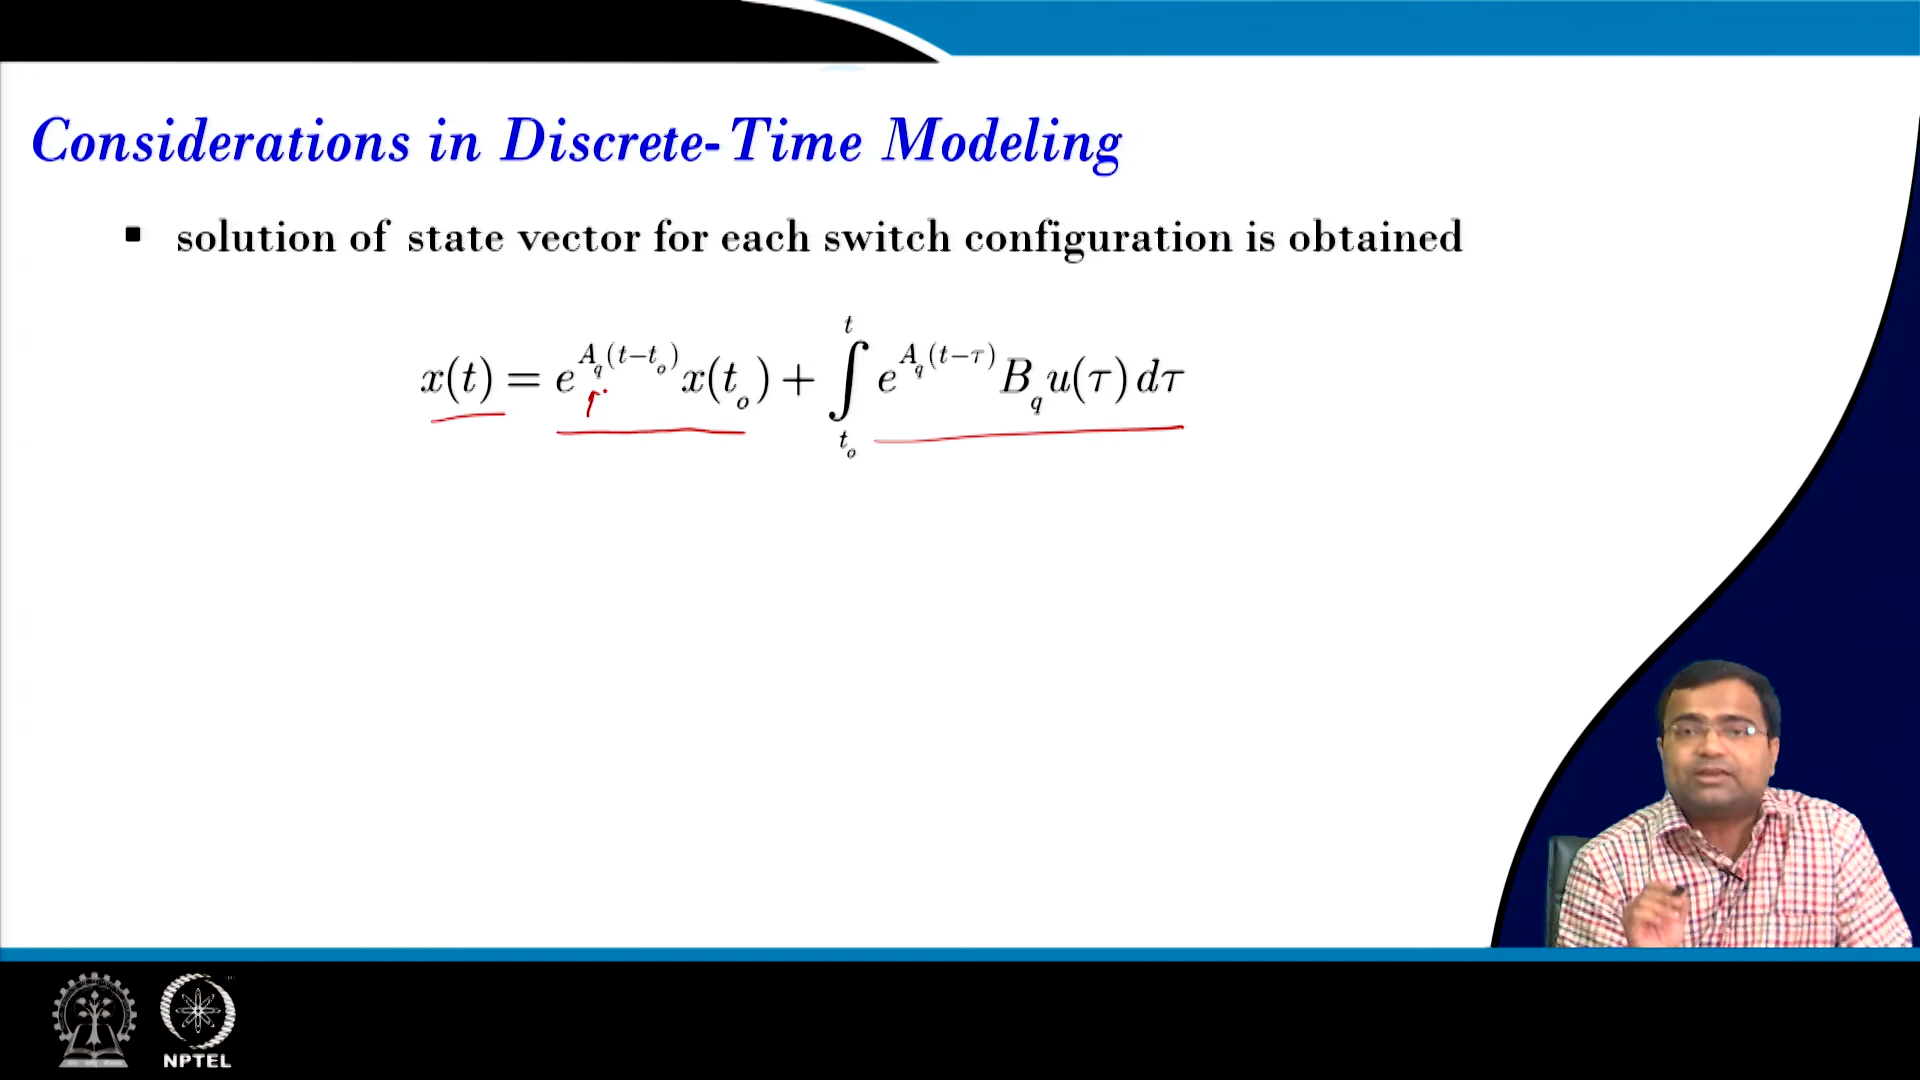 Considerations in Discrete-Time Modeling
▪ solution of state vector for each switch configuration is obtained
x(t) = e^{A_q(t−t_o)} x(t_o) + ∫_{t_o}^{t} e^{A_q(t−τ)} B_q u(τ) dτ
NPTEL